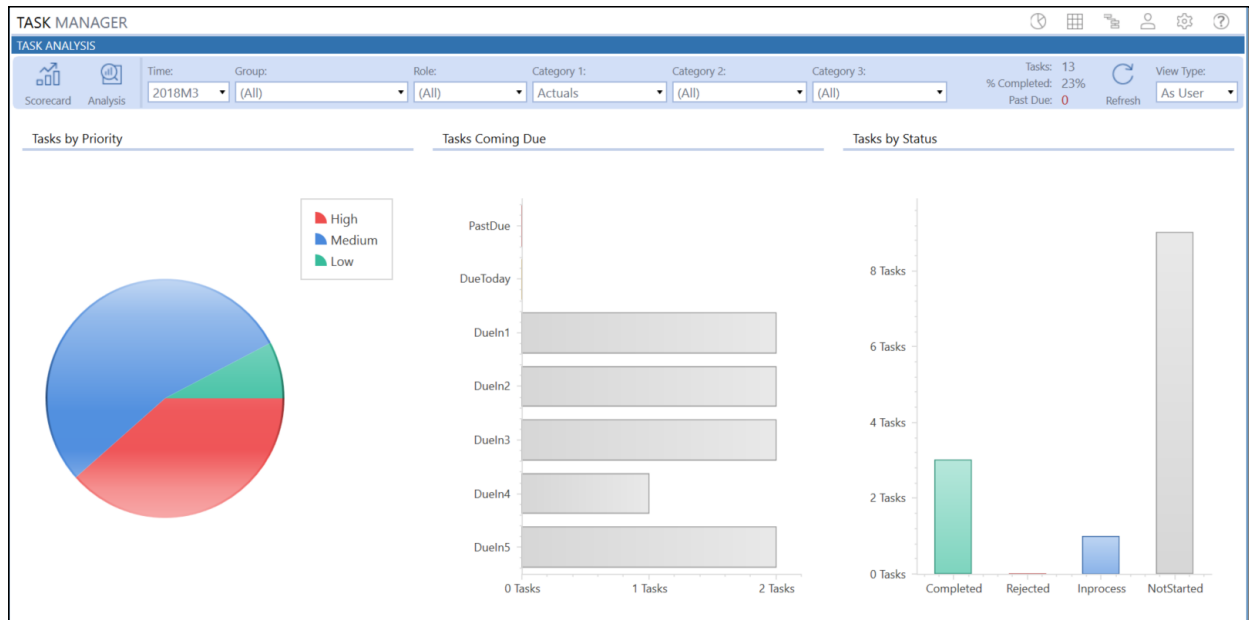 TASK MANAGER
TASK ANALYSIS
Scorecard
Analysis
Time:
2018M3
Group:
(All)
Role:
(All)
Category 1:
Actuals
Category 2:
(All)
Category 3:
(All)
Tasks: 13
% Completed: 23%
Past Due: 0
Refresh
View Type:
As User
Tasks by Priority
High
Medium
Low
Tasks Coming Due
PastDue
DueToday
DueIn1
DueIn2
DueIn3
DueIn4
DueIn5
0 Tasks 1 Tasks 2 Tasks
Tasks by Status
8 Tasks
6 Tasks
4 Tasks
2 Tasks
0 Tasks
Completed Rejected Inprocess NotStarted